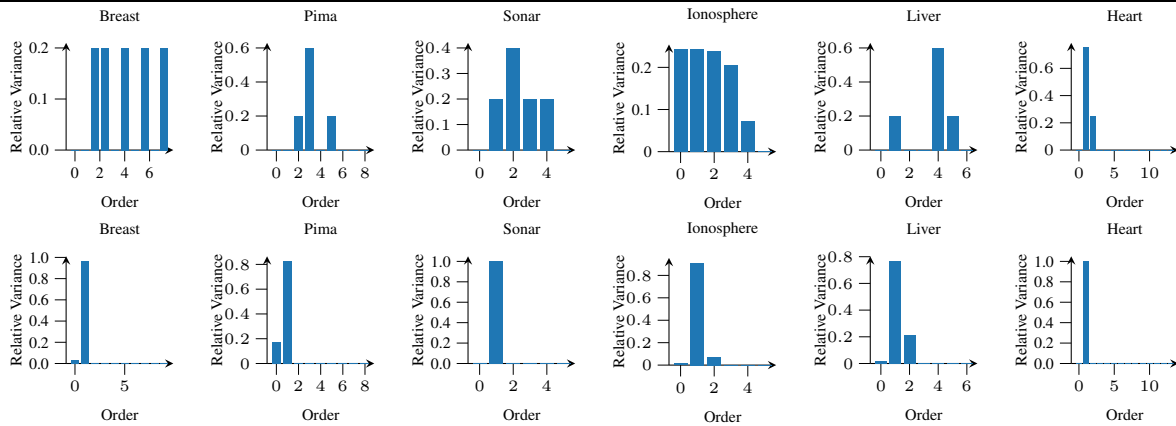 Breast Pima Sonar Ionosphere Liver Heart
Relative Variance Relative Variance Relative Variance Relative Variance Relative Variance Relative Variance
0.2 0.6 0.4 0.2 0.6 0.6
0.1 0.4 0.3 0.1 0.4 0.4
0.0 0.2 0.2 0 0.2 0.2
0 0.1 0 0
0
0 2 4 6 0 2 4 6 8 0 2 4 0 2 4 0 2 4 6 0 5 10
Order Order Order Order Order Order
Breast Pima Sonar Ionosphere Liver Heart
Relative Variance Relative Variance Relative Variance Relative Variance Relative Variance Relative Variance
1.0 0.8 1.0 0.8 0.8 1.0
0.8 0.6 0.8 0.6 0.6 0.8
0.6 0.4 0.6 0.4 0.4 0.6
0.4 0.2 0.4 0.2 0.2 0.4
0.2 0 0.2 0 0 0.2
0.0 0.0 0.0
0 5 0 2 4 6 8 0 2 4 0 2 4 0 2 4 6 0 5 10
Order Order Order Order Order Order